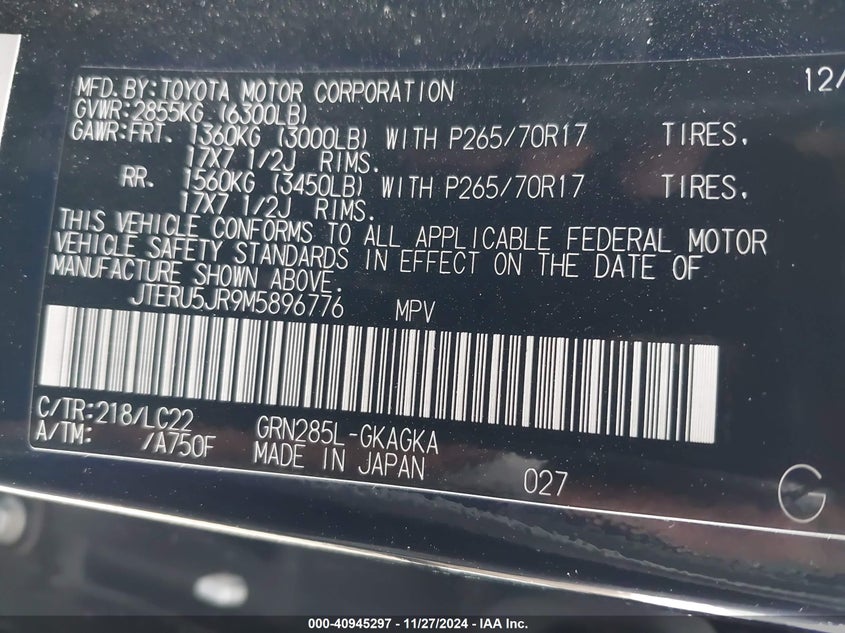 12/
MFD. BY: TOYOTA MOTOR CORPORATION
GVWR: 2855KG (6300LB)
GAWR: FRT. 1360KG (3000LB) WITH P265/70R17 TIRES.
17X7 1/2J RIMS.
RR. 1560KG (3450LB) WITH P265/70R17 TIRES.
17X7 1/2J RIMS.
THIS VEHICLE CONFORMS TO ALL APPLICABLE FEDERAL MOTOR
VEHICLE SAFETY STANDARDS IN EFFECT ON THE DATE OF
MANUFACTURE SHOWN ABOVE.
JTERU5JR9M5896776 MPV
C/TR: 218/LC22 GRN285L-GKAGKA
A/TM: /A750F MADE IN JAPAN 027
G
000-40945297 - 11/27/2024 - IAA Inc.